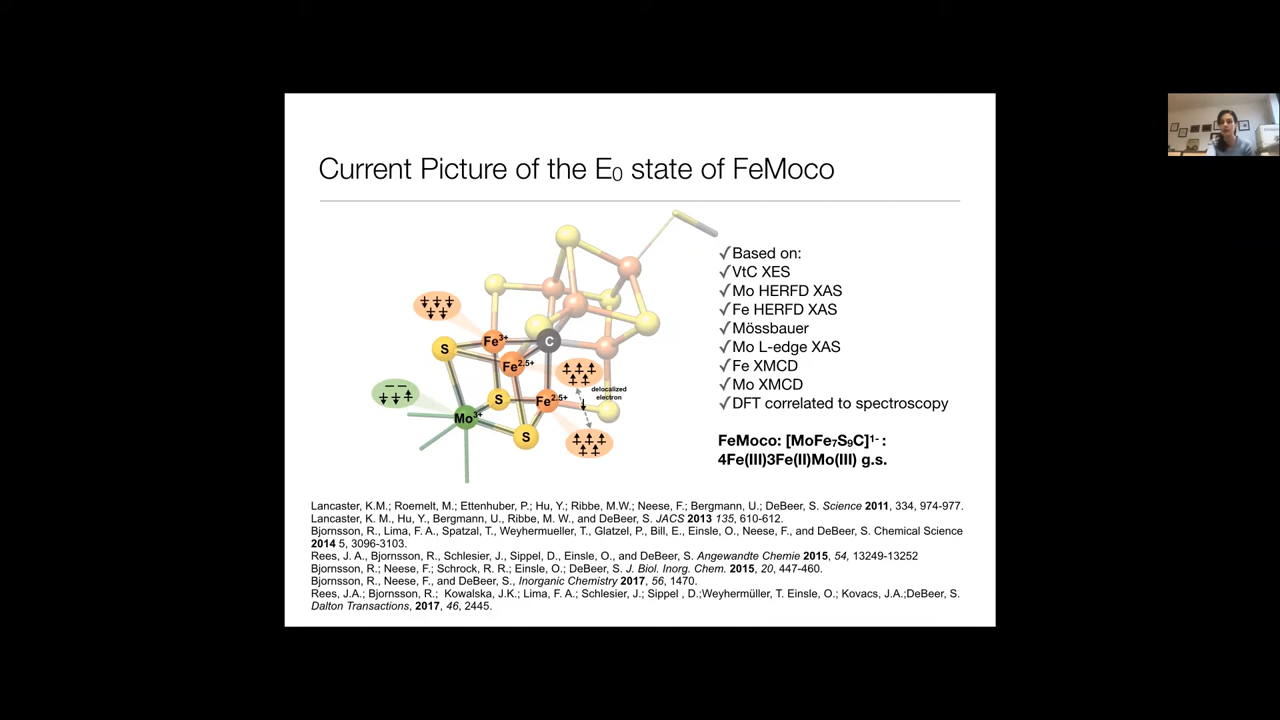 Current Picture of the E₀ state of FeMoco
✓Based on:
✓VtC XES
✓Mo HERFD XAS
✓Fe HERFD XAS
✓Mössbauer
✓Mo L-edge XAS
✓Fe XMCD
✓Mo XMCD
✓DFT correlated to spectroscopy
FeMoco: [MoFe₇S₉C]¹⁻ :
4Fe(III)3Fe(II)Mo(III) g.s.
Fe³⁺
C
S
Fe²·⁵⁺
delocalized
electron
S
Fe²·⁵⁺
Mo³⁺
S
Lancaster, K.M.; Roemelt, M.; Ettenhuber, P.; Hu, Y.; Ribbe, M.W.; Neese, F.; Bergmann, U.; DeBeer, S. Science 2011, 334, 974-977.
Lancaster, K. M., Hu, Y., Bergmann, U., Ribbe, M. W., and DeBeer, S. JACS 2013 135, 610-612.
Bjornsson, R., Lima, F. A., Spatzal, T., Weyhermueller, T., Glatzel, P., Bill, E., Einsle, O., Neese, F., and DeBeer, S. Chemical Science
2014 5, 3096-3103.
Rees, J. A., Bjornsson, R., Schlesier, J., Sippel, D., Einsle, O., and DeBeer, S. Angewandte Chemie 2015, 54, 13249-13252
Bjornsson, R.; Neese, F.; Schrock, R. R.; Einsle, O.; DeBeer, S. J. Biol. Inorg. Chem. 2015, 20, 447-460.
Bjornsson, R., Neese, F., and DeBeer, S., Inorganic Chemistry 2017, 56, 1470.
Rees, J.A.; Bjornsson, R.; Kowalska, J.K.; Lima, F. A.; Schlesier, J.; Sippel , D.;Weyhermüller, T. Einsle, O.; Kovacs, J.A.;DeBeer, S.
Dalton Transactions, 2017, 46, 2445.